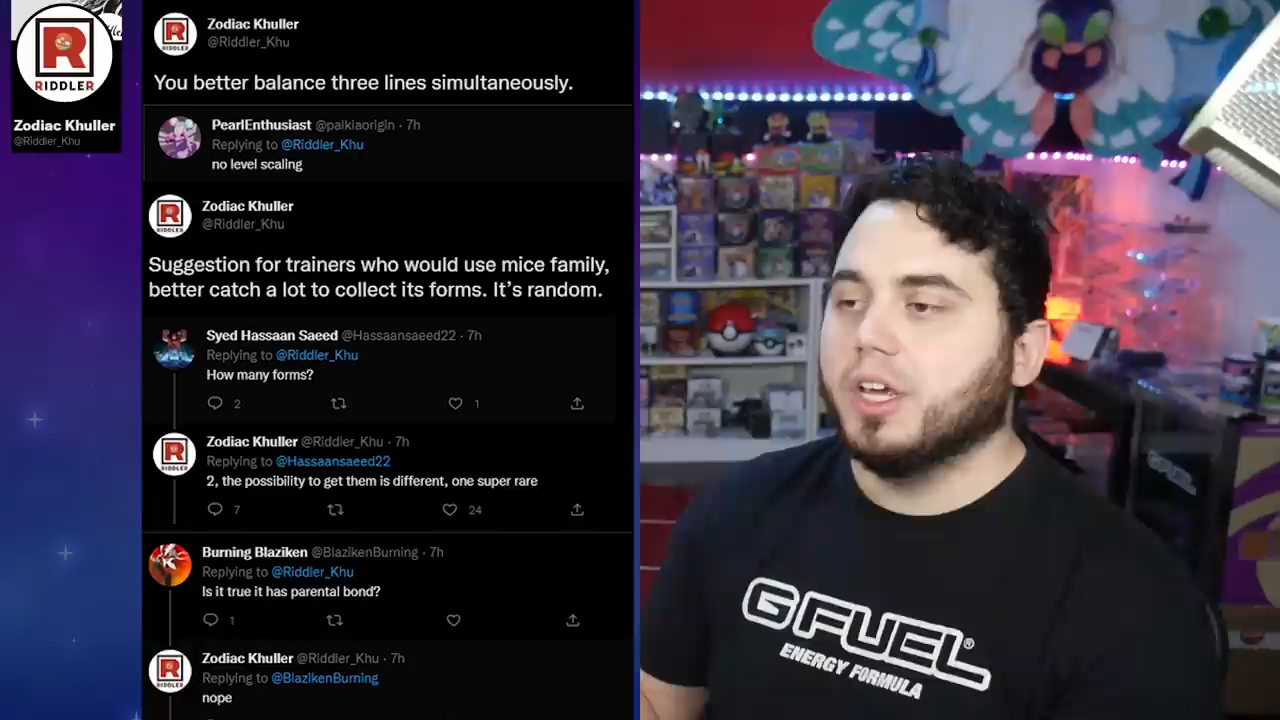 R
RIDDLER
Zodiac Khuller
@Riddler_Khu
R
RIDDLER
Zodiac Khuller
@Riddler_Khu
You better balance three lines simultaneously.
PearlEnthusiast @palkiaorigin · 7h
Replying to @Riddler_Khu
no level scaling
R
RIDDLER
Zodiac Khuller
@Riddler_Khu
Suggestion for trainers who would use mice family,
better catch a lot to collect its forms. It's random.
Syed Hassaan Saeed @Hassaansaeed22 · 7h
Replying to @Riddler_Khu
How many forms?
2 1
R
RIDDLER
Zodiac Khuller @Riddler_Khu · 7h
Replying to @Hassaansaeed22
2, the possibility to get them is different, one super rare
7 24
Burning Blaziken @BlazikenBurning · 7h
Replying to @Riddler_Khu
Is it true it has parental bond?
1
R
RIDDLER
Zodiac Khuller @Riddler_Khu · 7h
Replying to @BlazikenBurning
nope
G FUEL®
ENERGY FORMULA